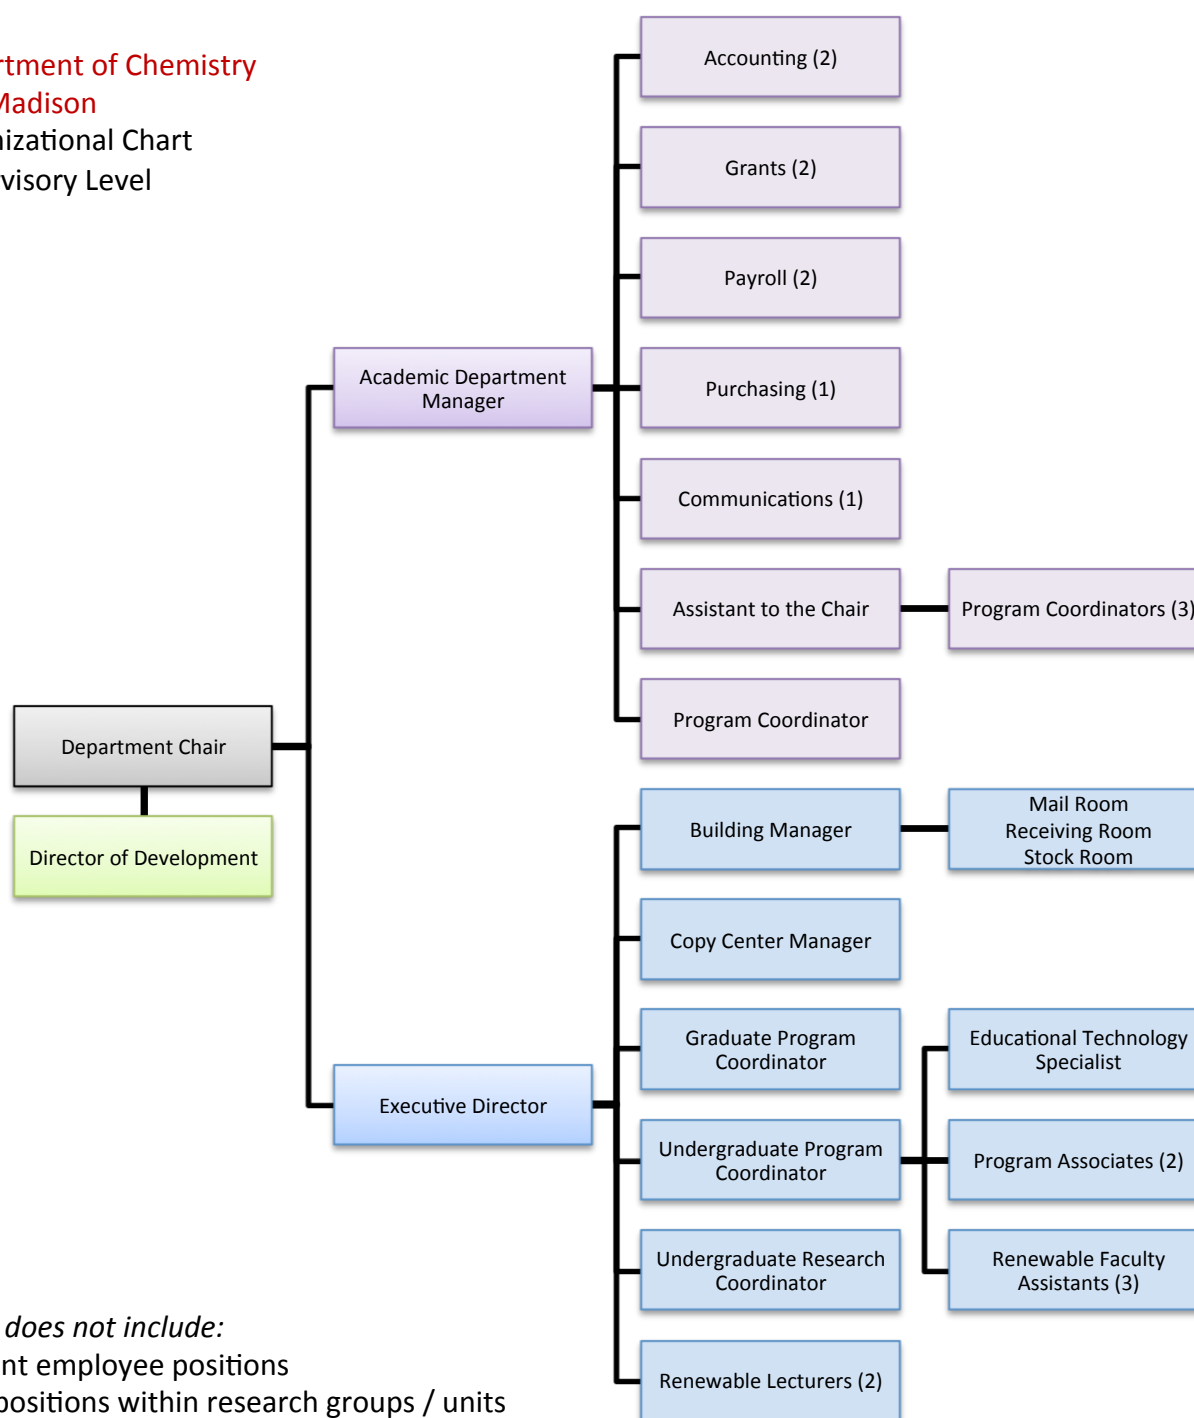 rtment of Chemistry
Madison
nizational Chart
rvisory Level
Accounting (2)
Grants (2)
Payroll (2)
Academic Department
Manager
Purchasing (1)
Communications (1)
Assistant to the Chair
Program Coordinators (3)
Program Coordinator
Department Chair
Director of Development
Building Manager
Mail Room
Receiving Room
Stock Room
Copy Center Manager
Graduate Program
Coordinator
Educational Technology
Specialist
Executive Director
Undergraduate Program
Coordinator
Program Associates (2)
Undergraduate Research
Coordinator
Renewable Faculty
Assistants (3)
Renewable Lecturers (2)
does not include:
nt employee positions
positions within research groups / units